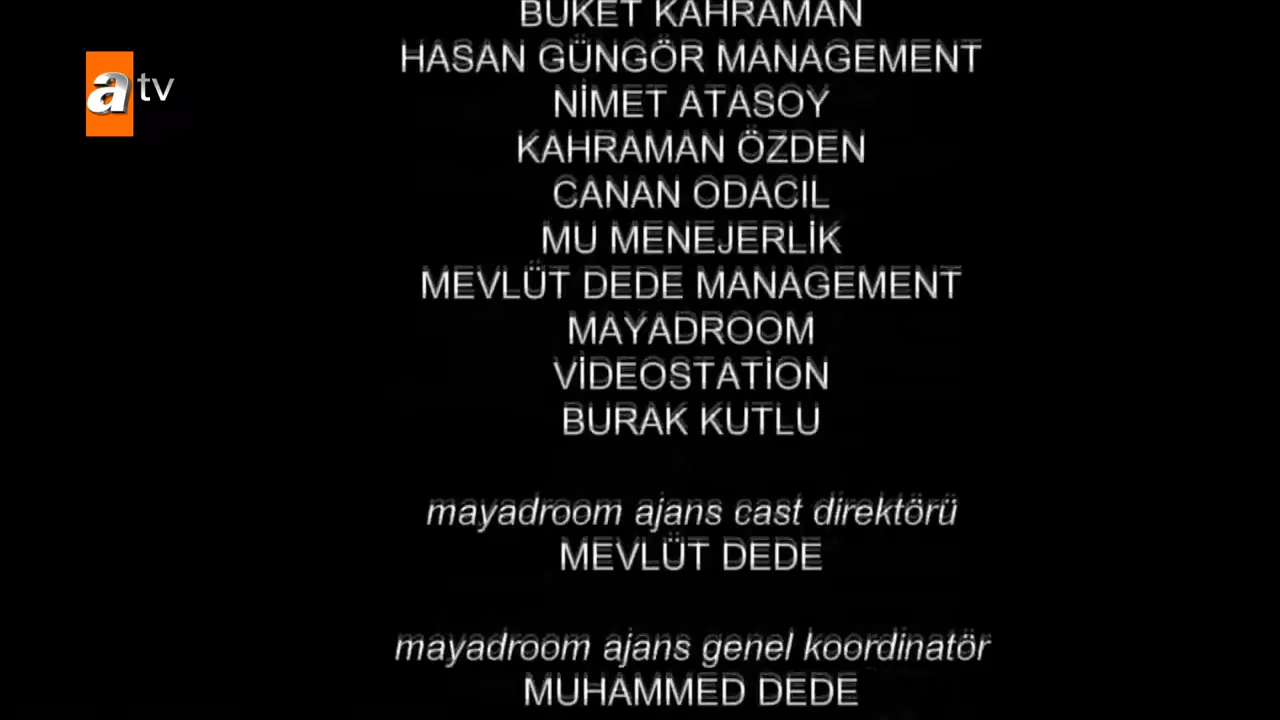 atv
BUKET KAHRAMAN
HASAN GÜNGÖR MANAGEMENT
NİMET ATASOY
KAHRAMAN ÖZDEN
CANAN ODACIL
MU MENEJERLİK
MEVLÜT DEDE MANAGEMENT
MAYADROOM
VİDEOSTATİON
BURAK KUTLU
mayadroom ajans cast direktörü
MEVLÜT DEDE
mayadroom ajans genel koordinatör
MUHAMMED DEDE